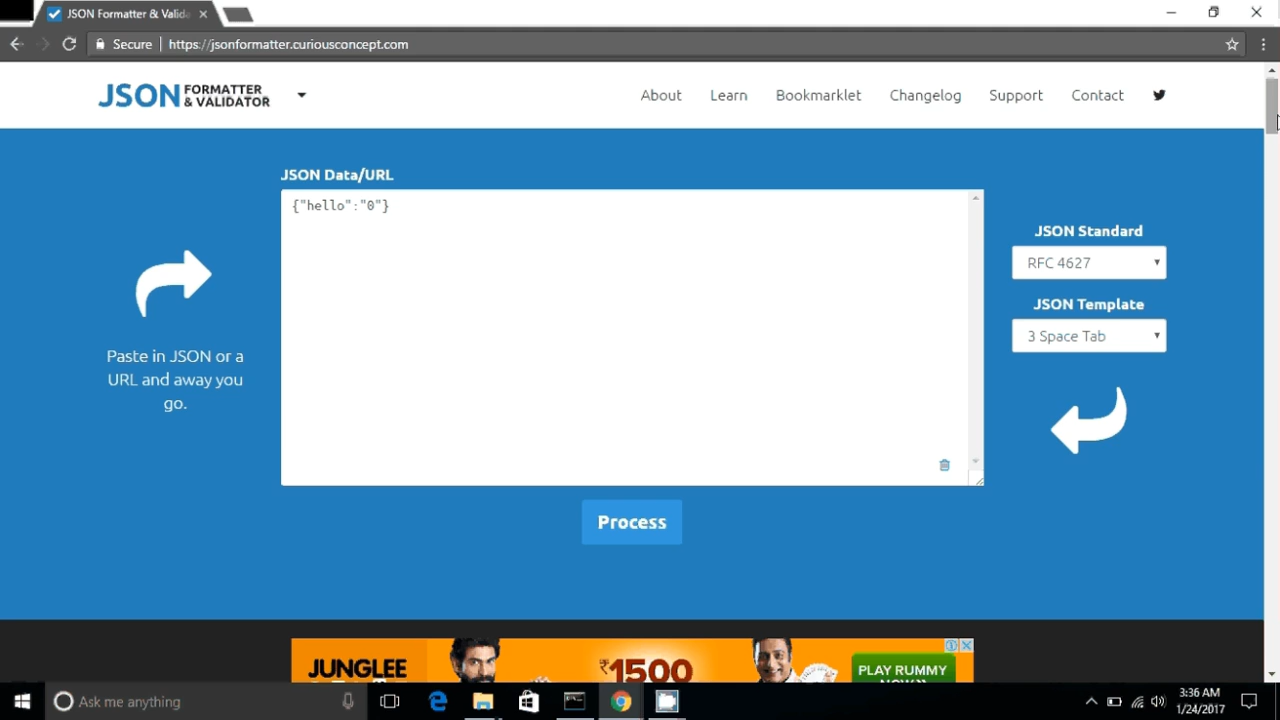 JSON Formatter & Valid
Secure
https://jsonformatter.curiousconcept.com
JSON FORMATTER & VALIDATOR
About
Learn
Bookmarklet
Changelog
Support
Contact
JSON Data/URL
{"hello":"0"}
Paste in JSON or a
URL and away you
go.
JSON Standard
RFC 4627
JSON Template
3 Space Tab
Process
JUNGLEE
₹1500
PLAY RUMMY
NOW
Ask me anything
3:36 AM
1/24/2017